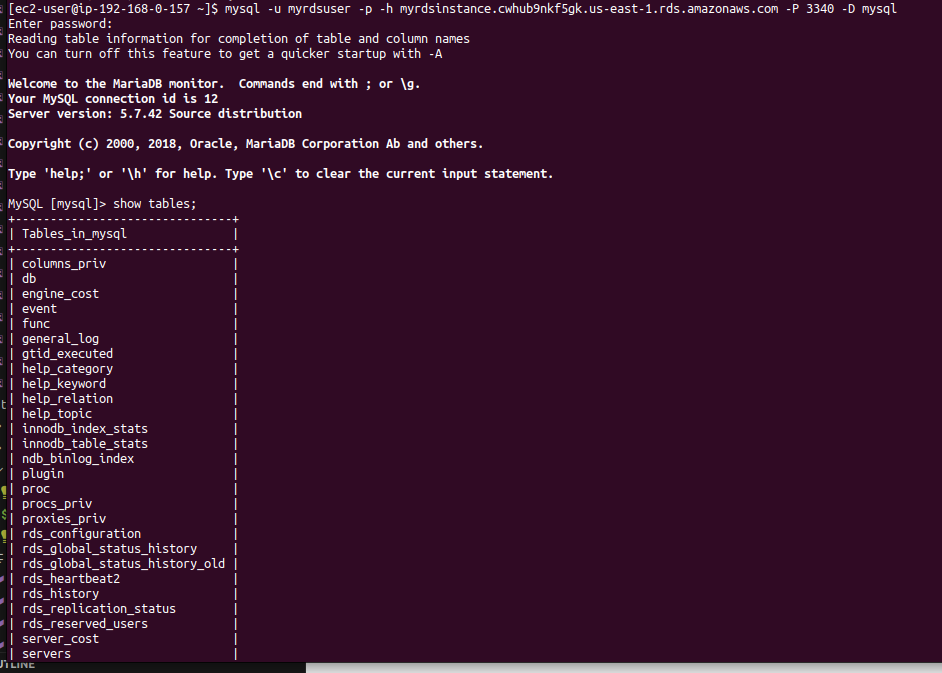 [ec2-user@ip-192-168-0-157 ~]$ mysql -u myrdsuser -p -h myrdsinstance.cwhub9nkf5gk.us-east-1.rds.amazonaws.com -P 3340 -D mysql
Enter password:
Reading table information for completion of table and column names
You can turn off this feature to get a quicker startup with -A
Welcome to the MariaDB monitor.  Commands end with ; or \g.
Your MySQL connection id is 12
Server version: 5.7.42 Source distribution
Copyright (c) 2000, 2018, Oracle, MariaDB Corporation Ab and others.
Type 'help;' or '\h' for help. Type '\c' to clear the current input statement.
MySQL [mysql]> show tables;
+-------------------------------+
| Tables_in_mysql               |
+-------------------------------+
| columns_priv                  |
| db                            |
| engine_cost                   |
| event                         |
| func                          |
| general_log                   |
| gtid_executed                 |
| help_category                 |
| help_keyword                  |
| help_relation                 |
| help_topic                    |
| innodb_index_stats            |
| innodb_table_stats            |
| ndb_binlog_index              |
| plugin                        |
| proc                          |
| procs_priv                    |
| proxies_priv                  |
| rds_configuration             |
| rds_global_status_history     |
| rds_global_status_history_old |
| rds_heartbeat2                |
| rds_history                   |
| rds_replication_status        |
| rds_reserved_users            |
| server_cost                   |
| servers                       |